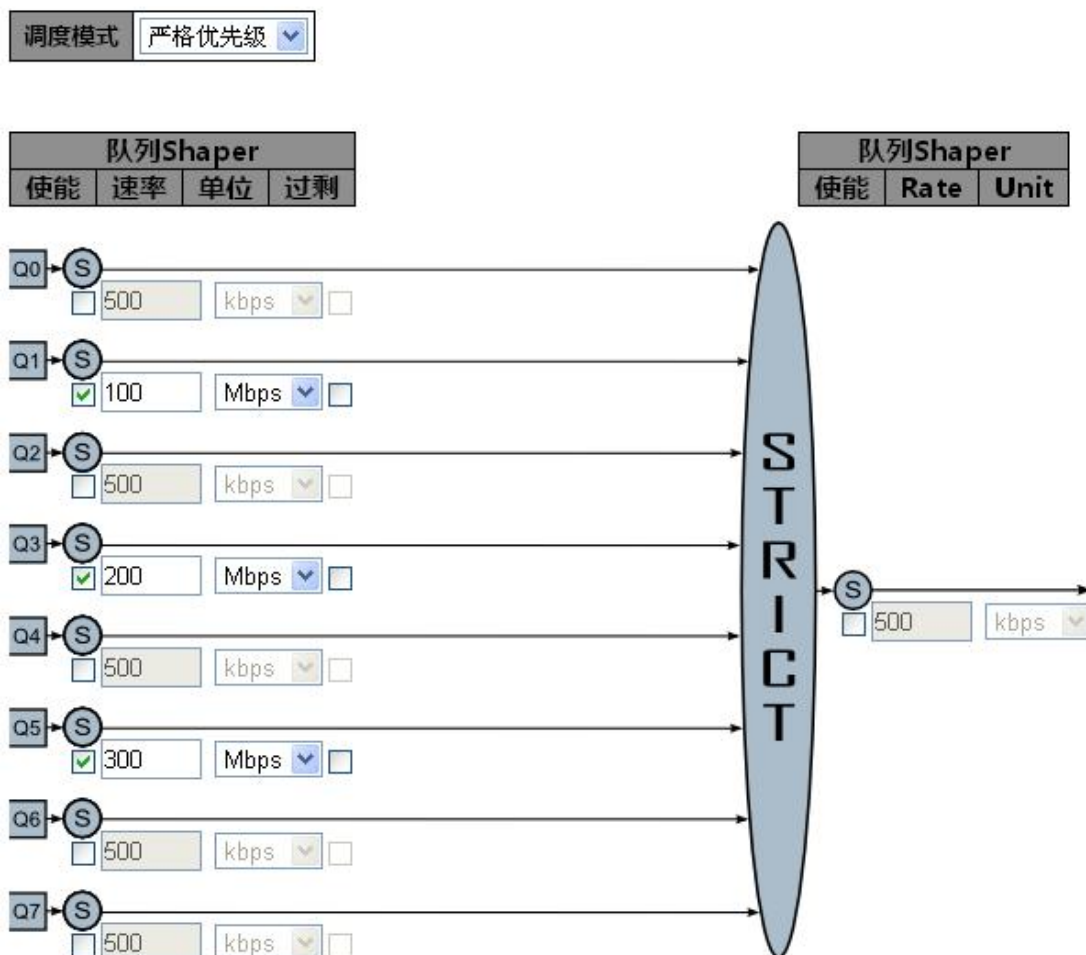 调度模式 严格优先级
队列Shaper 队列Shaper
使能 速率 单位 过剩 使能 Rate Unit
Q0 S
500 kbps
Q1 S
100 Mbps
Q2 S
500 kbps
Q3 S
200 Mbps
S
500 kbps
Q4 S
500 kbps
Q5 S
300 Mbps
Q6 S
500 kbps
Q7 S
500 kbps
STRICT